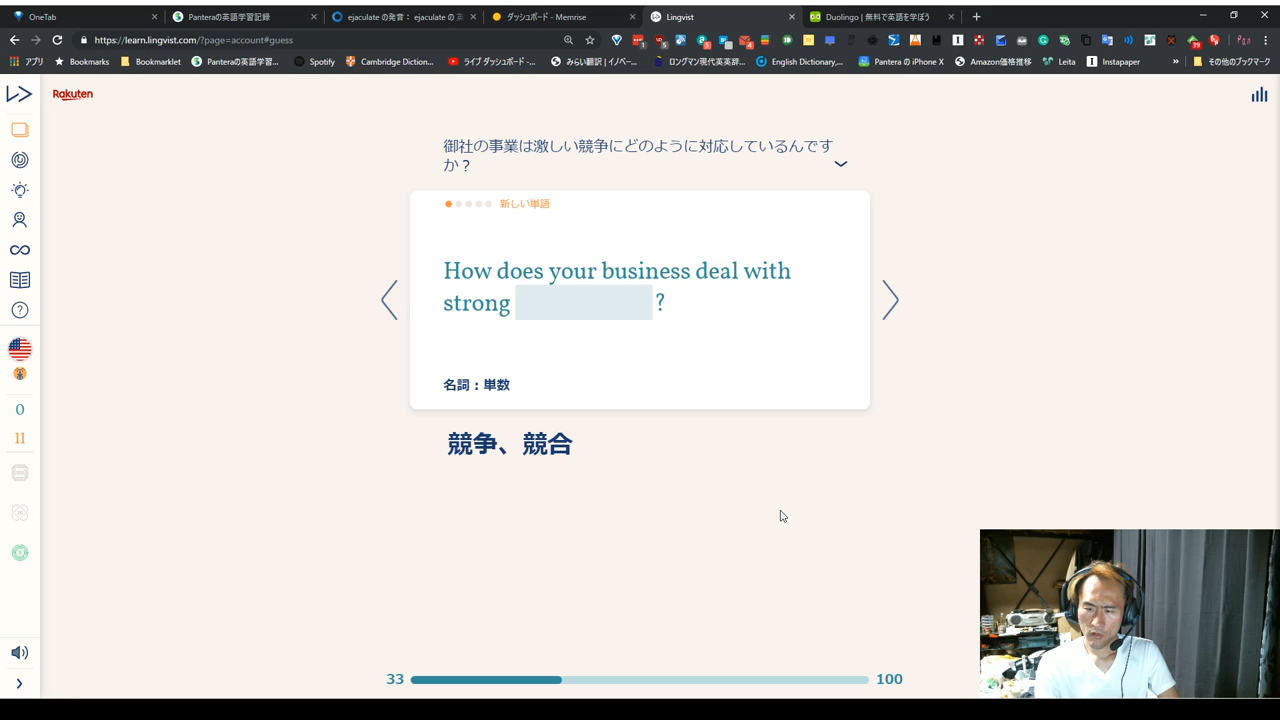 OneTab
Panteraの英語学習記録
ejaculate の発音： ejaculate の 英
ダッシュボード - Memrise
Lingvist
Duolingo | 無料で英語を学ぼう
https://learn.lingvist.com/?page=account#guess
アプリ
Bookmarks
Bookmarklet
Panteraの英語学習...
Spotify
Cambridge Diction...
ライブ ダッシュボード -...
みらい翻訳 | イノベー...
ロングマン現代英英辞...
English Dictionary,...
Pantera の iPhone X
Amazon価格推移
Leita
Instapaper
その他のブックマーク
Rakuten
御社の事業は激しい競争にどのように対応しているんです
か？
新しい単語
How does your business deal with
strong ?
名詞：単数
競争、競合
0
11
33
100